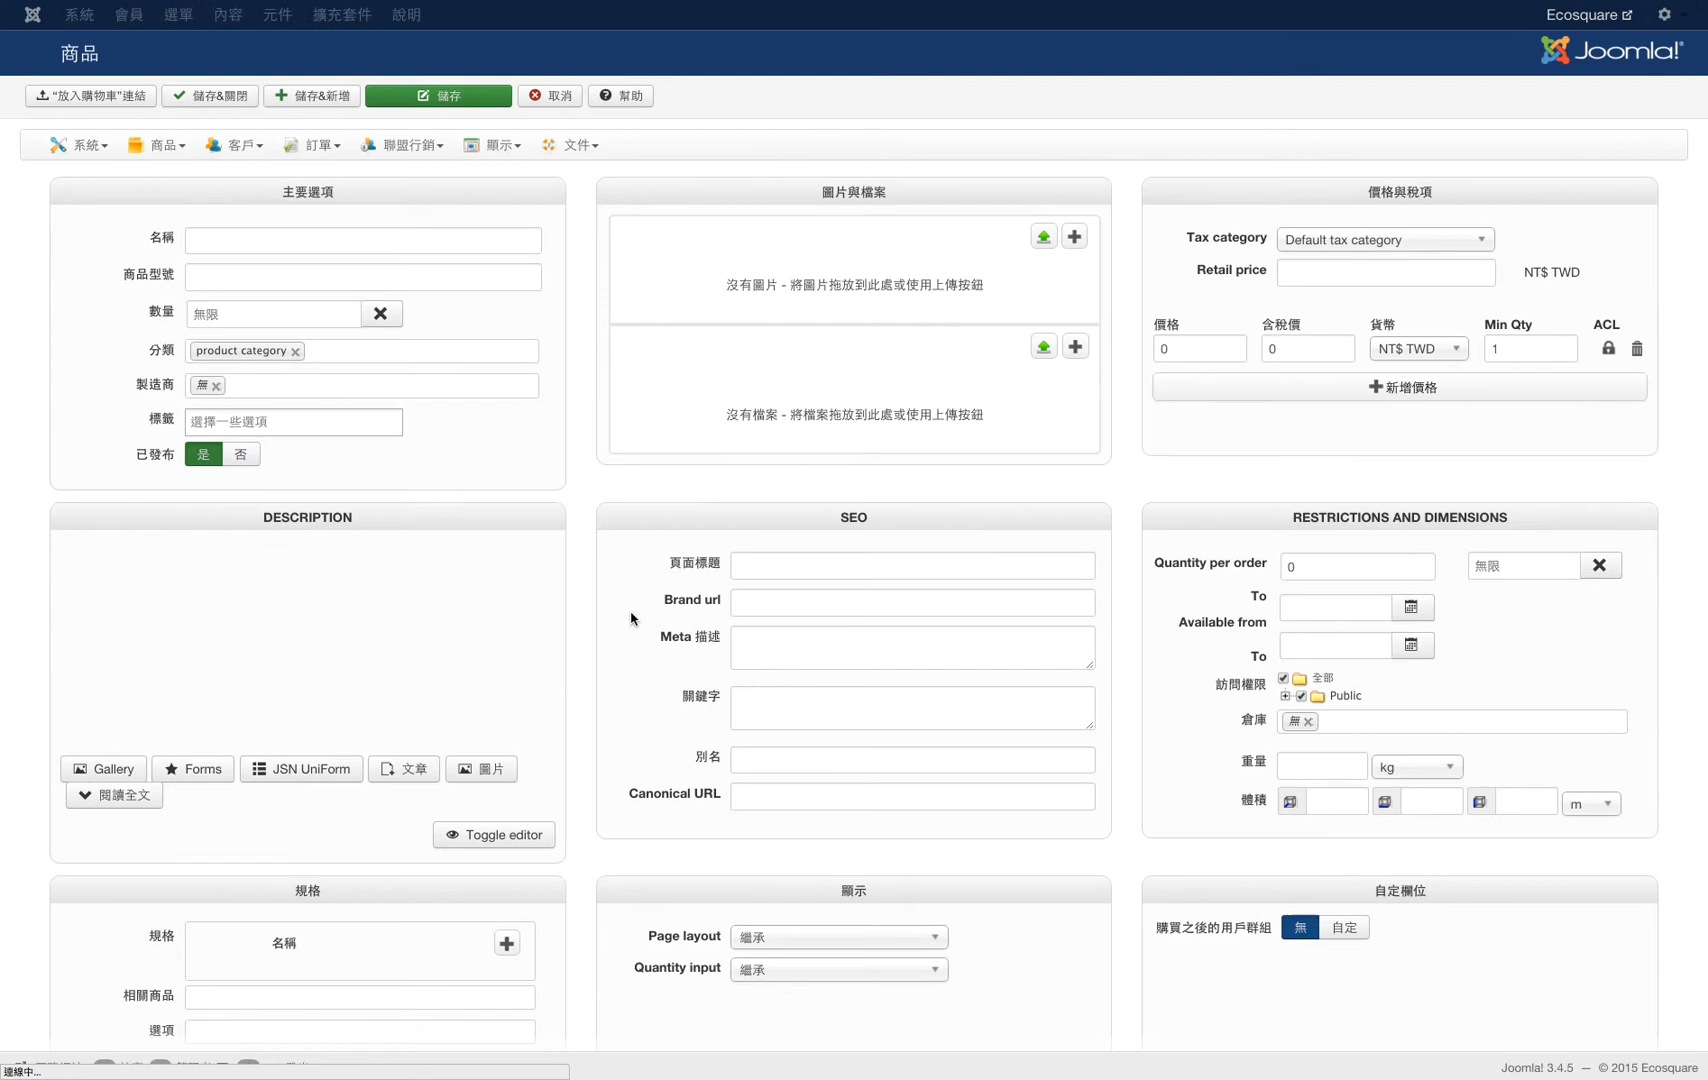 系統 會員 選單 內容 元件 擴充套件 說明 Ecosquare
商品 Joomla!
“放入購物車”連結 儲存&關閉 儲存&新增 儲存 取消 幫助
系統 商品 客戶 訂單 聯盟行銷 顯示 文件
主要選項
名稱
商品型號
數量 無限
分類 product category
製造商 無
標籤 選擇一些選項
已發布 是 否
圖片與檔案
沒有圖片 - 將圖片拖放到此處或使用上傳按鈕
沒有檔案 - 將檔案拖放到此處或使用上傳按鈕
價格與稅項
Tax category Default tax category
Retail price NT$ TWD
價格 含稅價 貨幣 Min Qty ACL
0 0 NT$ TWD 1
新增價格
DESCRIPTION
Gallery Forms JSN UniForm 文章 圖片
閱讀全文
Toggle editor
SEO
頁面標題
Brand url
Meta 描述
關鍵字
別名
Canonical URL
RESTRICTIONS AND DIMENSIONS
Quantity per order 0 無限
To
Available from
To
訪問權限 全部
Public
倉庫 無
重量 kg
體積 m
規格
規格 名稱
相關商品
選項
顯示
Page layout 繼承
Quantity input 繼承
自定欄位
購買之後的用戶群組 無 自定
連線中...
Joomla! 3.4.5 — © 2015 Ecosquare